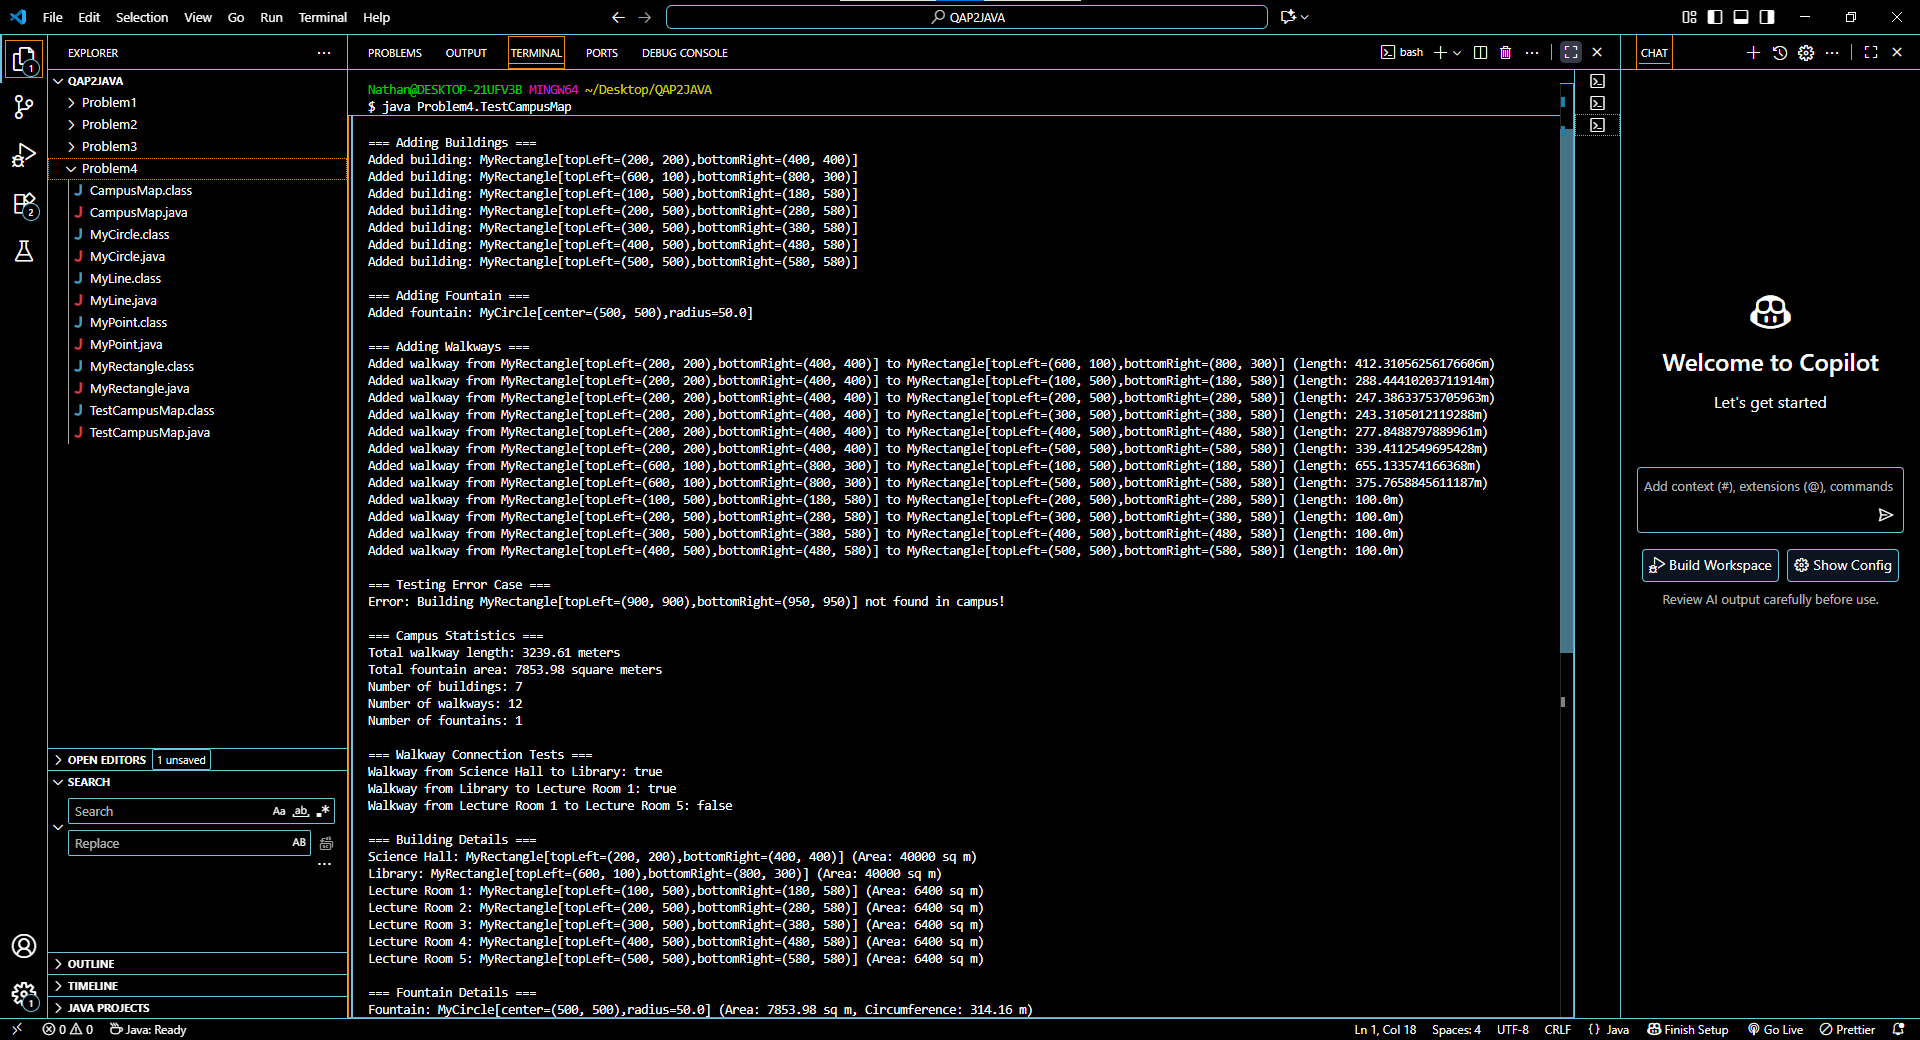 File Edit Selection View Go Run Terminal Help
QAP2JAVA
EXPLORER
QAP2JAVA
Problem1
Problem2
Problem3
Problem4
CampusMap.class
CampusMap.java
MyCircle.class
MyCircle.java
MyLine.class
MyLine.java
MyPoint.class
MyPoint.java
MyRectangle.class
MyRectangle.java
TestCampusMap.class
TestCampusMap.java
OPEN EDITORS 1 unsaved
SEARCH
Search Aa ab
Replace AB
OUTLINE
TIMELINE
JAVA PROJECTS
1
2
1
PROBLEMS OUTPUT TERMINAL PORTS DEBUG CONSOLE
bash
Nathan@DESKTOP-21UFV3B MINGW64 ~/Desktop/QAP2JAVA
$ java Problem4.TestCampusMap
=== Adding Buildings ===
Added building: MyRectangle[topLeft=(200, 200),bottomRight=(400, 400)]
Added building: MyRectangle[topLeft=(600, 100),bottomRight=(800, 300)]
Added building: MyRectangle[topLeft=(100, 500),bottomRight=(180, 580)]
Added building: MyRectangle[topLeft=(200, 500),bottomRight=(280, 580)]
Added building: MyRectangle[topLeft=(300, 500),bottomRight=(380, 580)]
Added building: MyRectangle[topLeft=(400, 500),bottomRight=(480, 580)]
Added building: MyRectangle[topLeft=(500, 500),bottomRight=(580, 580)]
=== Adding Fountain ===
Added fountain: MyCircle[center=(500, 500),radius=50.0]
=== Adding Walkways ===
Added walkway from MyRectangle[topLeft=(200, 200),bottomRight=(400, 400)] to MyRectangle[topLeft=(600, 100),bottomRight=(800, 300)] (length: 412.31056256176606m)
Added walkway from MyRectangle[topLeft=(200, 200),bottomRight=(400, 400)] to MyRectangle[topLeft=(100, 500),bottomRight=(180, 580)] (length: 288.44410203711914m)
Added walkway from MyRectangle[topLeft=(200, 200),bottomRight=(400, 400)] to MyRectangle[topLeft=(200, 500),bottomRight=(280, 580)] (length: 247.38633753705963m)
Added walkway from MyRectangle[topLeft=(200, 200),bottomRight=(400, 400)] to MyRectangle[topLeft=(300, 500),bottomRight=(380, 580)] (length: 243.3105012119288m)
Added walkway from MyRectangle[topLeft=(200, 200),bottomRight=(400, 400)] to MyRectangle[topLeft=(400, 500),bottomRight=(480, 580)] (length: 277.8488797889961m)
Added walkway from MyRectangle[topLeft=(200, 200),bottomRight=(400, 400)] to MyRectangle[topLeft=(500, 500),bottomRight=(580, 580)] (length: 339.4112549695428m)
Added walkway from MyRectangle[topLeft=(600, 100),bottomRight=(800, 300)] to MyRectangle[topLeft=(100, 500),bottomRight=(180, 580)] (length: 655.133574166368m)
Added walkway from MyRectangle[topLeft=(600, 100),bottomRight=(800, 300)] to MyRectangle[topLeft=(500, 500),bottomRight=(580, 580)] (length: 375.7658845611187m)
Added walkway from MyRectangle[topLeft=(100, 500),bottomRight=(180, 580)] to MyRectangle[topLeft=(200, 500),bottomRight=(280, 580)] (length: 100.0m)
Added walkway from MyRectangle[topLeft=(200, 500),bottomRight=(280, 580)] to MyRectangle[topLeft=(300, 500),bottomRight=(380, 580)] (length: 100.0m)
Added walkway from MyRectangle[topLeft=(300, 500),bottomRight=(380, 580)] to MyRectangle[topLeft=(400, 500),bottomRight=(480, 580)] (length: 100.0m)
Added walkway from MyRectangle[topLeft=(400, 500),bottomRight=(480, 580)] to MyRectangle[topLeft=(500, 500),bottomRight=(580, 580)] (length: 100.0m)
=== Testing Error Case ===
Error: Building MyRectangle[topLeft=(900, 900),bottomRight=(950, 950)] not found in campus!
=== Campus Statistics ===
Total walkway length: 3239.61 meters
Total fountain area: 7853.98 square meters
Number of buildings: 7
Number of walkways: 12
Number of fountains: 1
=== Walkway Connection Tests ===
Walkway from Science Hall to Library: true
Walkway from Library to Lecture Room 1: true
Walkway from Lecture Room 1 to Lecture Room 5: false
=== Building Details ===
Science Hall: MyRectangle[topLeft=(200, 200),bottomRight=(400, 400)] (Area: 40000 sq m)
Library: MyRectangle[topLeft=(600, 100),bottomRight=(800, 300)] (Area: 40000 sq m)
Lecture Room 1: MyRectangle[topLeft=(100, 500),bottomRight=(180, 580)] (Area: 6400 sq m)
Lecture Room 2: MyRectangle[topLeft=(200, 500),bottomRight=(280, 580)] (Area: 6400 sq m)
Lecture Room 3: MyRectangle[topLeft=(300, 500),bottomRight=(380, 580)] (Area: 6400 sq m)
Lecture Room 4: MyRectangle[topLeft=(400, 500),bottomRight=(480, 580)] (Area: 6400 sq m)
Lecture Room 5: MyRectangle[topLeft=(500, 500),bottomRight=(580, 580)] (Area: 6400 sq m)
=== Fountain Details ===
Fountain: MyCircle[center=(500, 500),radius=50.0] (Area: 7853.98 sq m, Circumference: 314.16 m)
CHAT
Welcome to Copilot
Let's get started
Add context (#), extensions (@), commands
Build Workspace Show Config
Review AI output carefully before use.
0 0 Java: Ready Ln 1, Col 18 Spaces: 4 UTF-8 CRLF {} Java Finish Setup Go Live Prettier